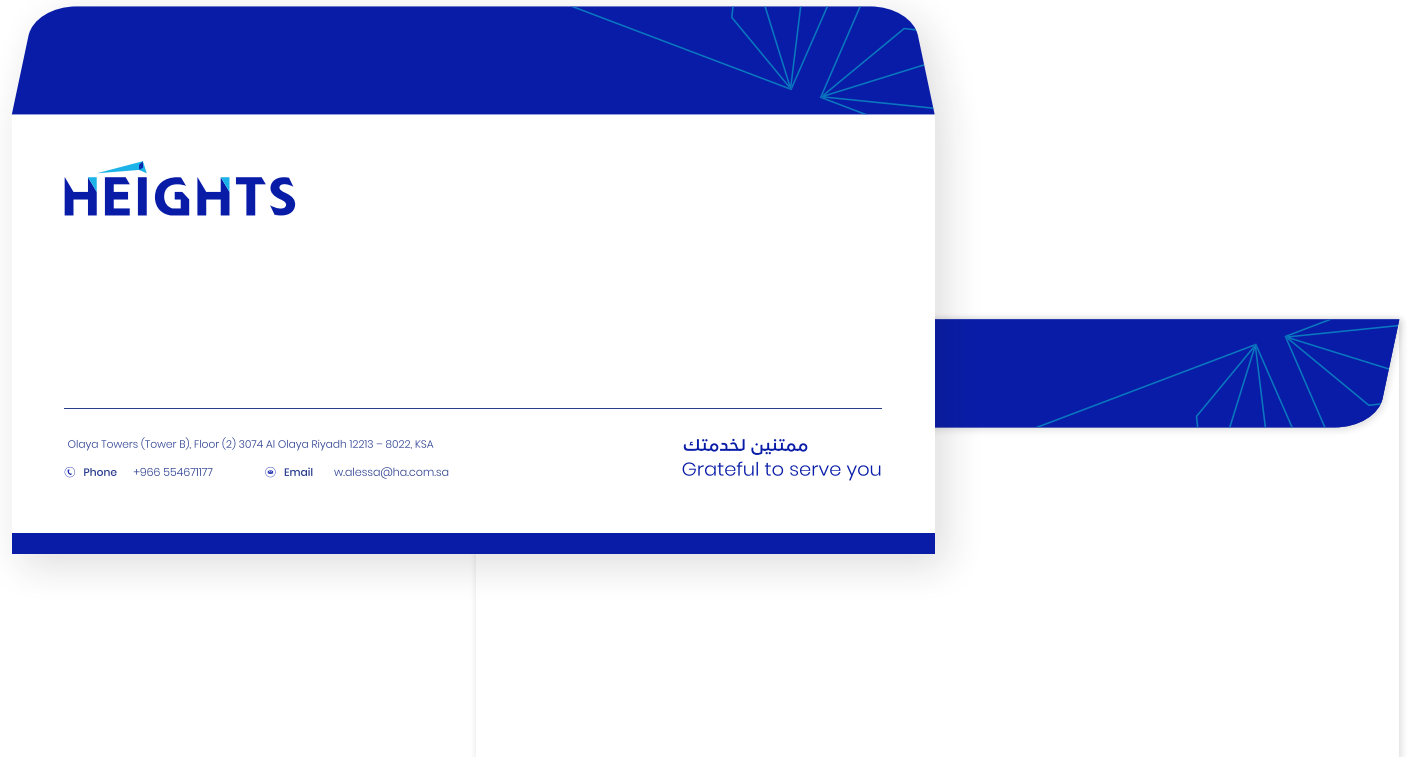 HEIGHTS
Olaya Towers (Tower B), Floor (2) 3074 Al Olaya Riyadh 12213 – 8022, KSA
Phone +966 554671177 Email w.alessa@ha.com.sa
ممتنين لخدمتك
Grateful to serve you